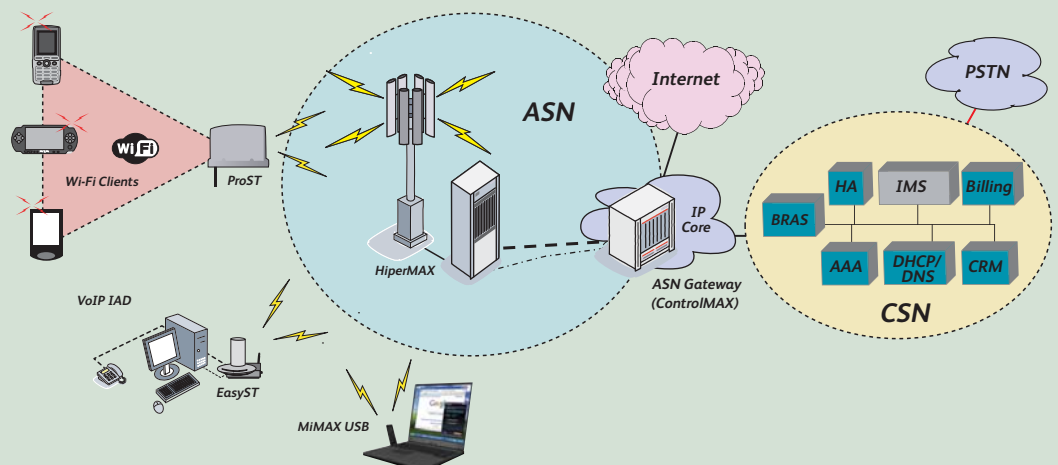 Wi Fi
Wi-Fi Clients
ProST
ASN
HiperMAX
Internet
IP
Core
ASN Gateway
(ControlMAX)
PSTN
HA
IMS
Billing
BRAS
AAA
DHCP/
DNS
CRM
CSN
VoIP IAD
EasyST
MiMAX USB